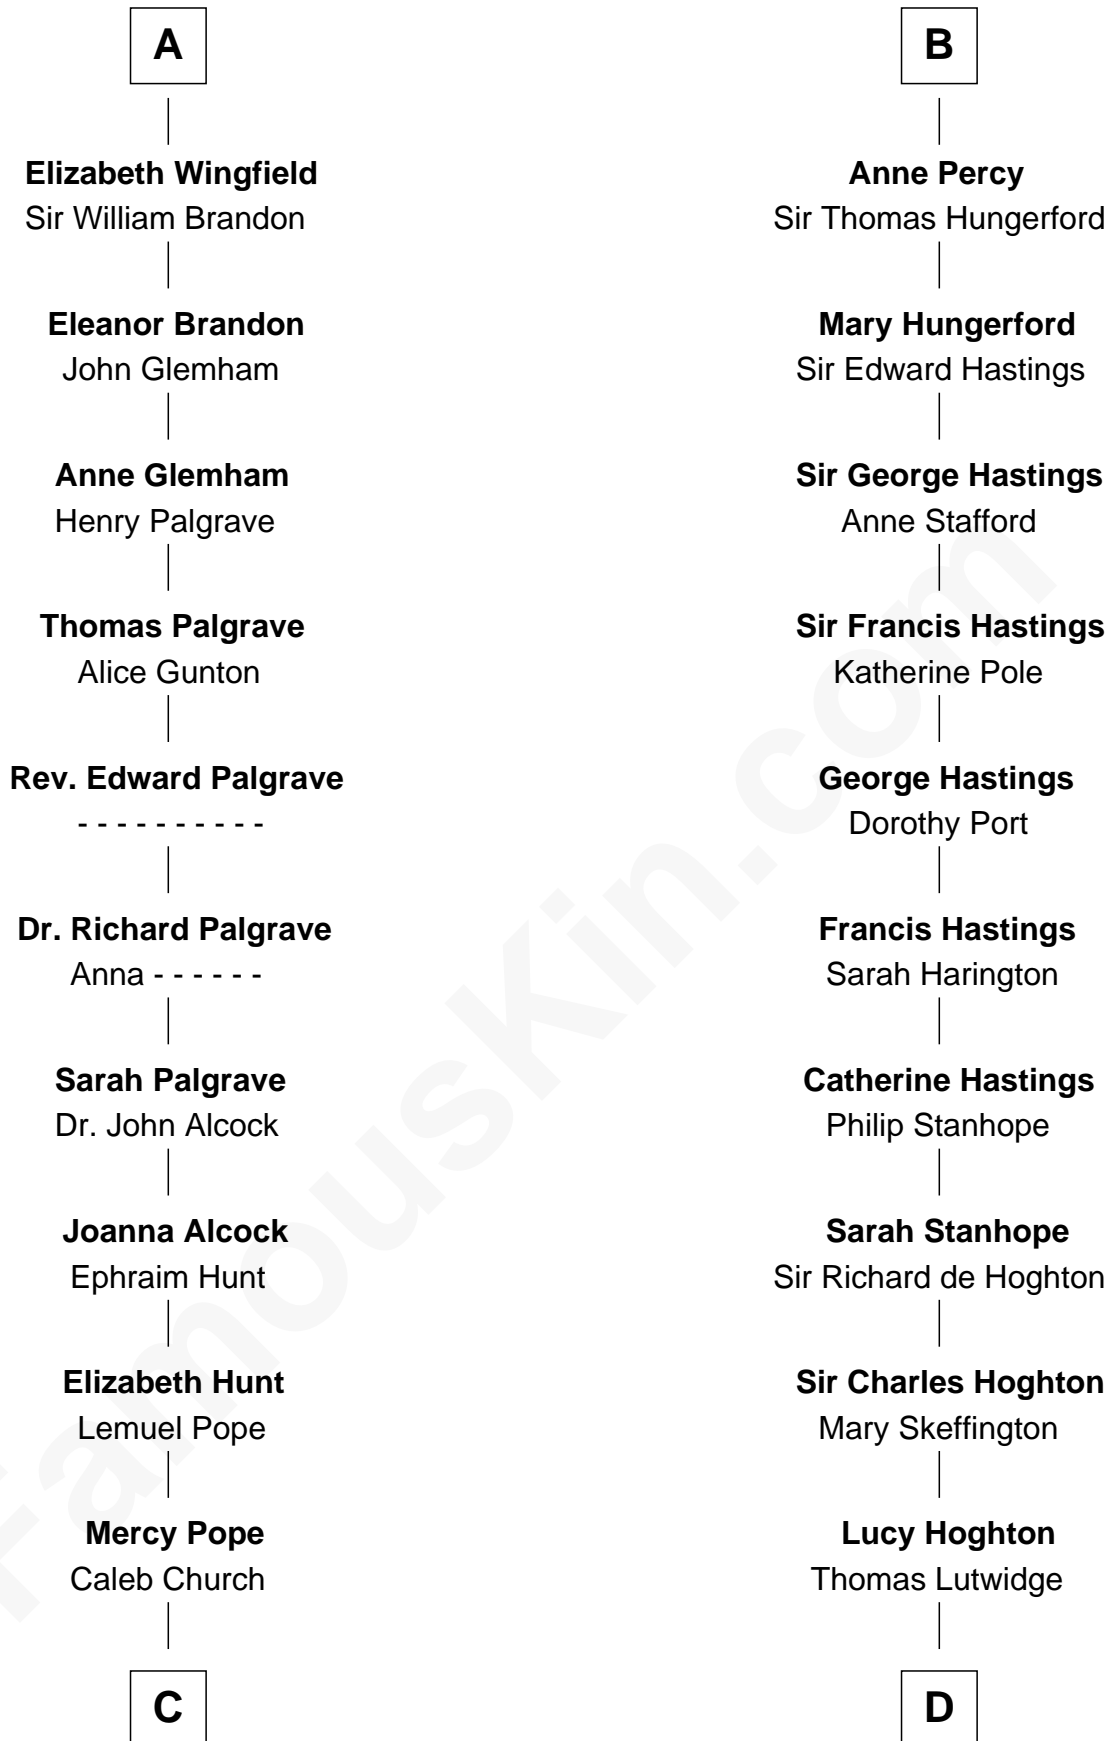 A
Elizabeth Wingfield
Sir William Brandon
Eleanor Brandon
John Glemham
Anne Glemham
Henry Palgrave
Thomas Palgrave
Alice Gunton
Rev. Edward Palgrave
- - - - - - - - - -
Dr. Richard Palgrave
Anna - - - - - -
Sarah Palgrave
Dr. John Alcock
Joanna Alcock
Ephraim Hunt
Elizabeth Hunt
Lemuel Pope
Mercy Pope
Caleb Church
C
B
Anne Percy
Sir Thomas Hungerford
Mary Hungerford
Sir Edward Hastings
Sir George Hastings
Anne Stafford
Sir Francis Hastings
Katherine Pole
George Hastings
Dorothy Port
Francis Hastings
Sarah Harington
Catherine Hastings
Philip Stanhope
Sarah Stanhope
Sir Richard de Hoghton
Sir Charles Hoghton
Mary Skeffington
Lucy Hoghton
Thomas Lutwidge
D
FamousKin.com